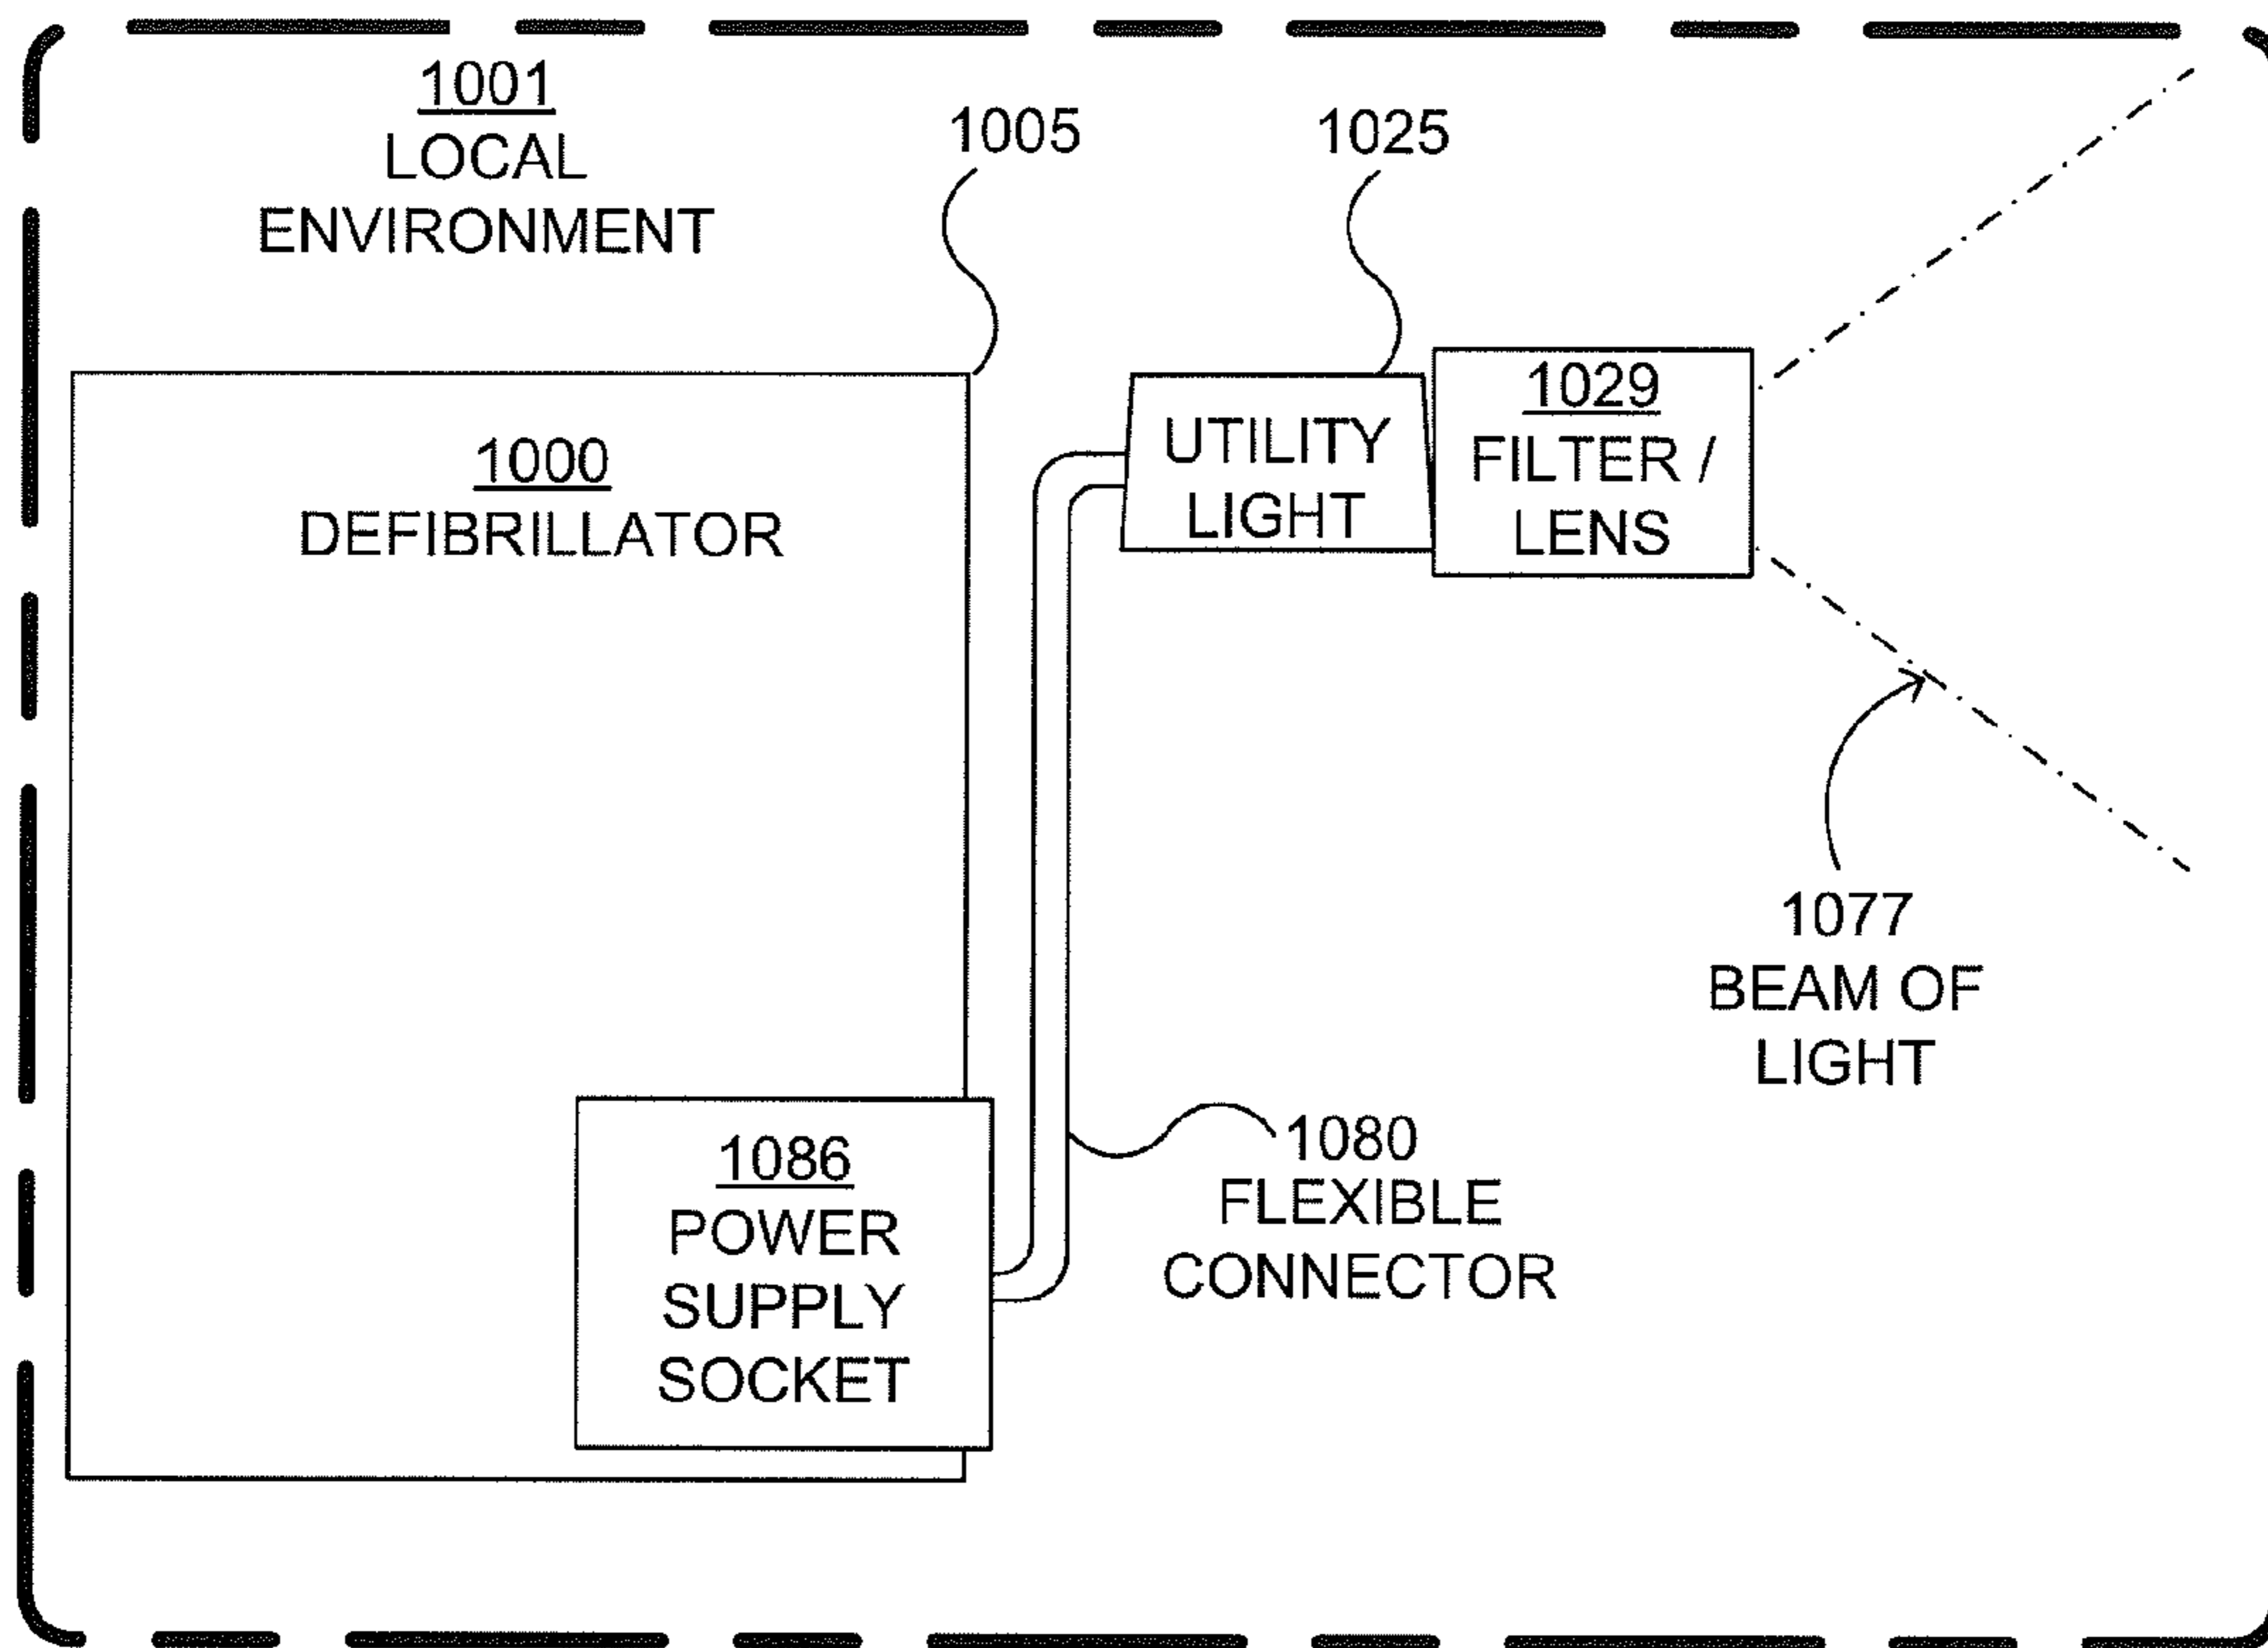 1001
LOCAL
ENVIRONMENT
1005
1025
1000
DEFIBRILLATOR
UTILITY
LIGHT
1029
FILTER /
LENS
1077
BEAM OF
LIGHT
1086
POWER
SUPPLY
SOCKET
1080
FLEXIBLE
CONNECTOR